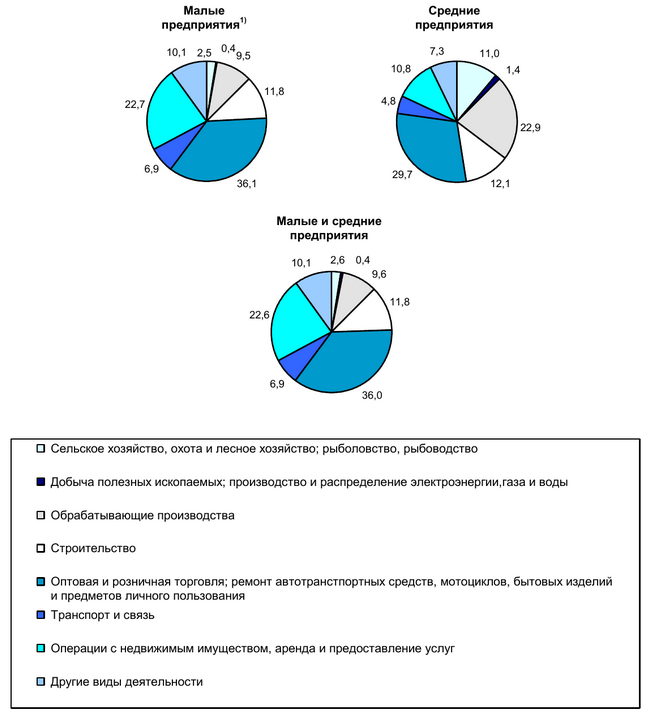 Малые
предприятия1)
2,5
0,4
9,5
11,8
36,1
6,9
22,7
10,1
Средние
предприятия
11,0
1,4
22,9
12,1
29,7
4,8
10,8
7,3
Малые и средние
предприятия
2,6
0,4
9,6
11,8
36,0
6,9
22,6
10,1
Сельское хозяйство, охота и лесное хозяйство; рыболовство, рыбоводство
Добыча полезных ископаемых; производство и распределение электроэнергии,газа и воды
Обрабатывающие производства
Строительство
Оптовая и розничная торговля; ремонт автотранстпортных средств, мотоциклов, бытовых изделий
и предметов личного пользования
Транспорт и связь
Операции с недвижимым имуществом, аренда и предоставление услуг
Другие виды деятельности